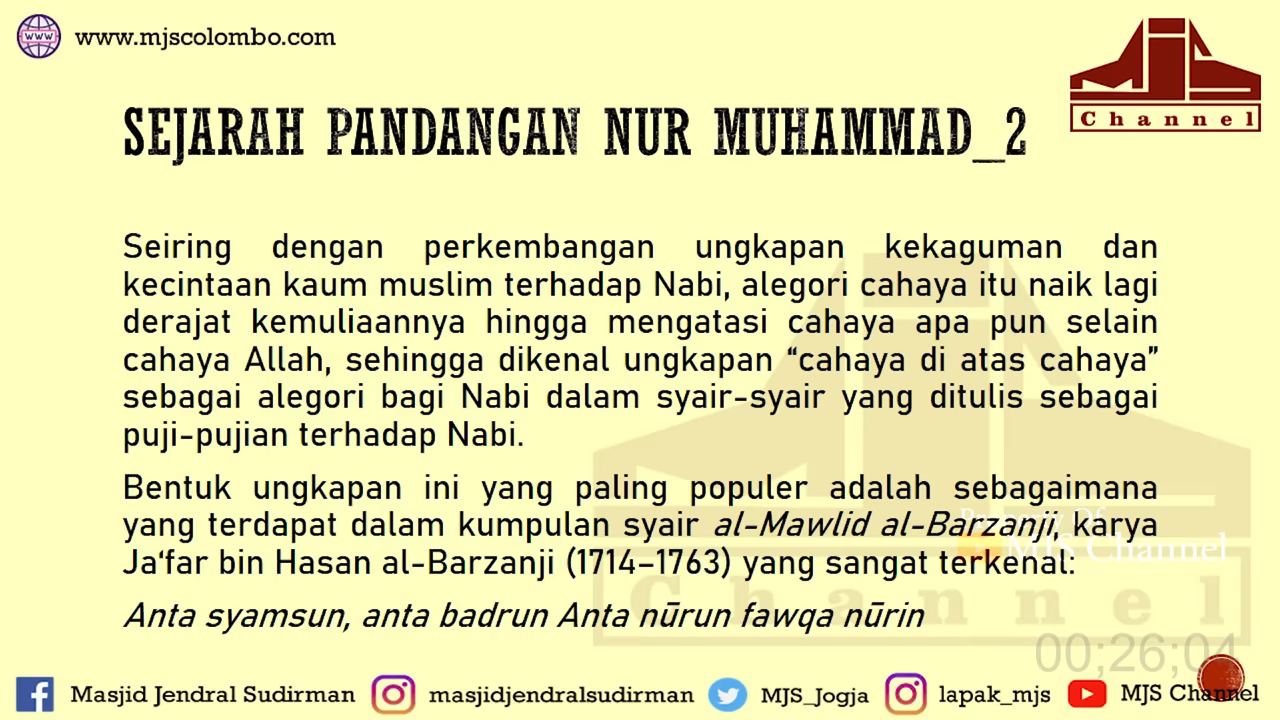 www.mjscolombo.com
MJS
Channel
SEJARAH PANDANGAN NUR MUHAMMAD_2
Seiring dengan perkembangan ungkapan kekaguman dan
kecintaan kaum muslim terhadap Nabi, alegori cahaya itu naik lagi
derajat kemuliaannya hingga mengatasi cahaya apa pun selain
cahaya Allah, sehingga dikenal ungkapan “cahaya di atas cahaya”
sebagai alegori bagi Nabi dalam syair-syair yang ditulis sebagai
puji-pujian terhadap Nabi.
Bentuk ungkapan ini yang paling populer adalah sebagaimana
yang terdapat dalam kumpulan syair al-Mawlid al-Barzanji, karya
Ja‘far bin Hasan al-Barzanji (1714–1763) yang sangat terkenal:
Anta syamsun, anta badrun Anta nūrun fawqa nūrin
Property Of
MJS Channel
Channel
00;26;04
Masjid Jendral Sudirman
masjidjendralsudirman
MJS_Jogja
lapak_mjs
MJS Channel